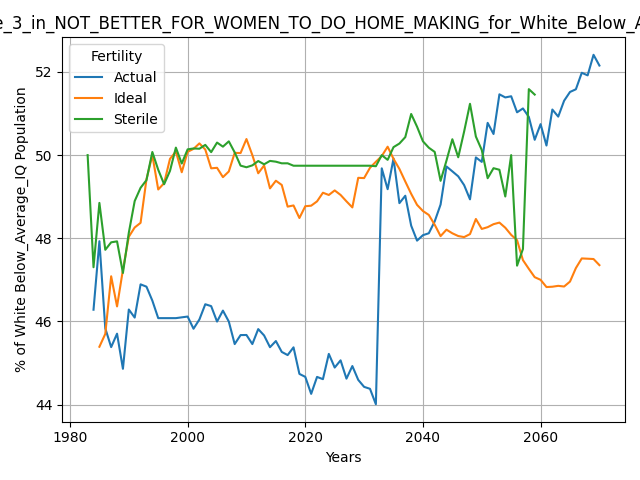 e_3_in_NOT_BETTER_FOR_WOMEN_TO_DO_HOME_MAKING_for_White_Below_A
Fertility
Actual
Ideal
Sterile
% of White Below_Average_IQ Population
52
50
48
46
44
1980
2000
2020
2040
2060
Years